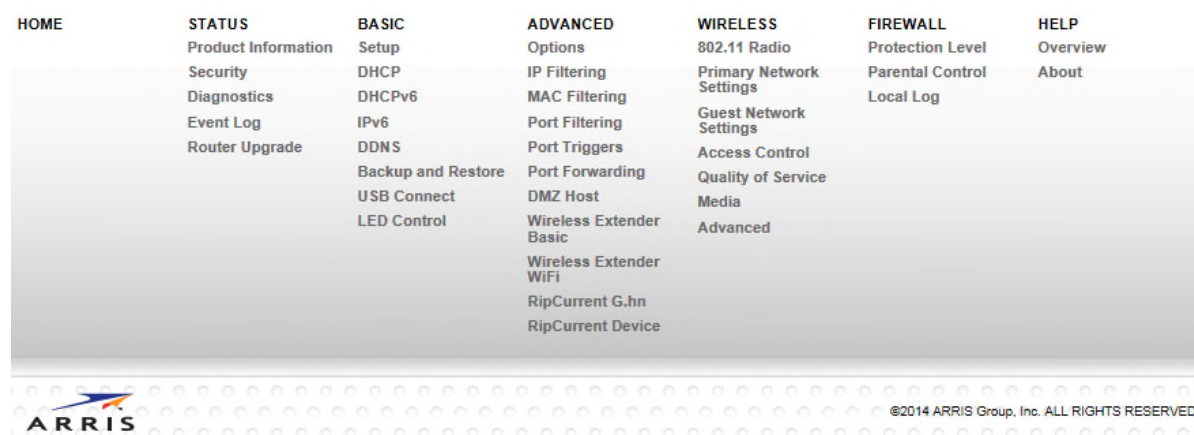 HOME
STATUS
Product Information
Security
Diagnostics
Event Log
Router Upgrade
BASIC
Setup
DHCP
DHCPv6
IPv6
DDNS
Backup and Restore
USB Connect
LED Control
ADVANCED
Options
IP Filtering
MAC Filtering
Port Filtering
Port Triggers
Port Forwarding
DMZ Host
Wireless Extender
Basic
Wireless Extender
WiFi
RipCurrent G.hn
RipCurrent Device
WIRELESS
802.11 Radio
Primary Network
Settings
Guest Network
Settings
Access Control
Quality of Service
Media
Advanced
FIREWALL
Protection Level
Parental Control
Local Log
HELP
Overview
About
ARRIS
©2014 ARRIS Group, Inc. ALL RIGHTS RESERVED